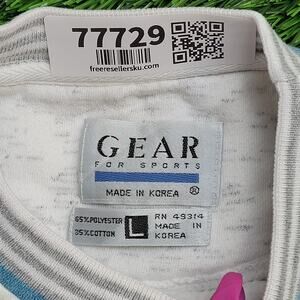 77729
freeresellersku.com
GEAR
FOR SPORTS
MADE IN KOREA ®
65% POLYESTER
35% COTTON
L
RN 49314
MADE IN
KOREA